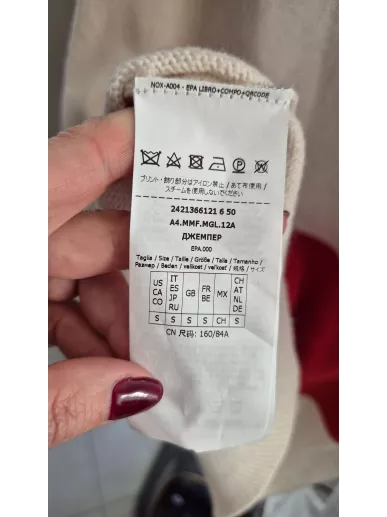 NOX-A004 - EPA LIBRO+COMPO+QRCODE
P
プリント・飾り部分はアイロン禁止 / あて布使用 /
スチームを使用しないでください。
2421366121 6 50
A4.MMF.MGL.12A
ДЖЕМПЕР
EPA.000
Taglia / Size / Taille / Größe / Talla / Tamanho /
Размер / Beden / velikost / veľkosť / 规格 / サイズ
US CA CO IT ES JP RU GB FR BE MX CH AT NL DE
S S S S CH S
CN 尺码: 160/84A